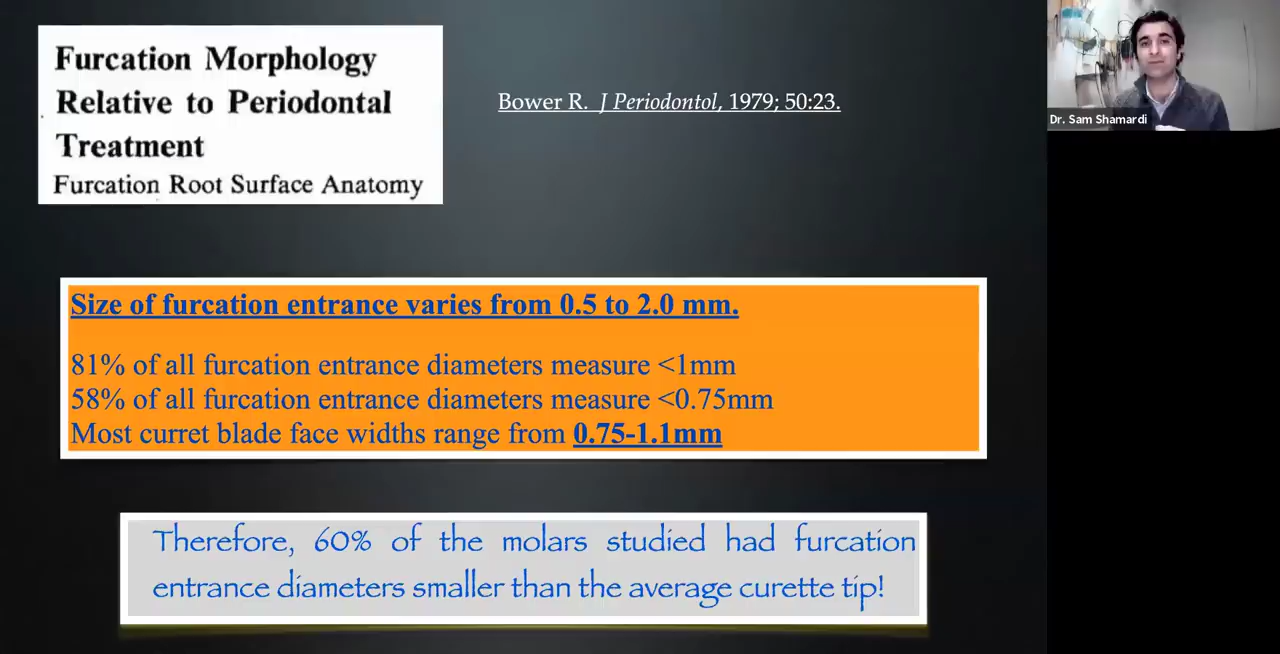 Furcation Morphology
Relative to Periodontal
Treatment
Furcation Root Surface Anatomy
Bower R. J Periodontol, 1979; 50:23.
Dr. Sam Shamardi
Size of furcation entrance varies from 0.5 to 2.0 mm.
81% of all furcation entrance diameters measure <1mm
58% of all furcation entrance diameters measure <0.75mm
Most curret blade face widths range from 0.75-1.1mm
Therefore, 60% of the molars studied had furcation
entrance diameters smaller than the average curette tip!